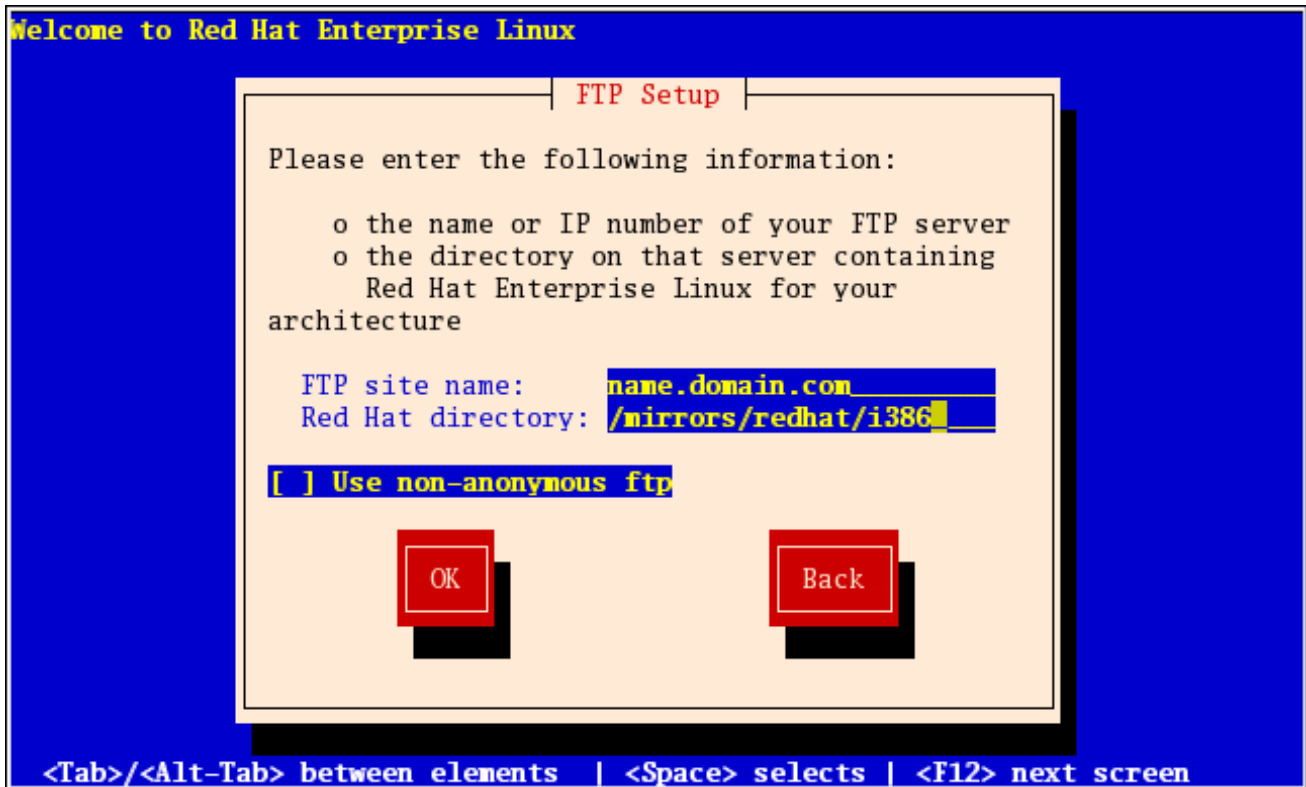 Welcome to Red Hat Enterprise Linux
FTP Setup
Please enter the following information:
o the name or IP number of your FTP server
o the directory on that server containing
Red Hat Enterprise Linux for your
architecture
FTP site name: name.domain.com_________
Red Hat directory: /mirrors/redhat/i386____
[ ] Use non-anonymous ftp
OK Back
<Tab>/<Alt-Tab> between elements | <Space> selects | <F12> next screen